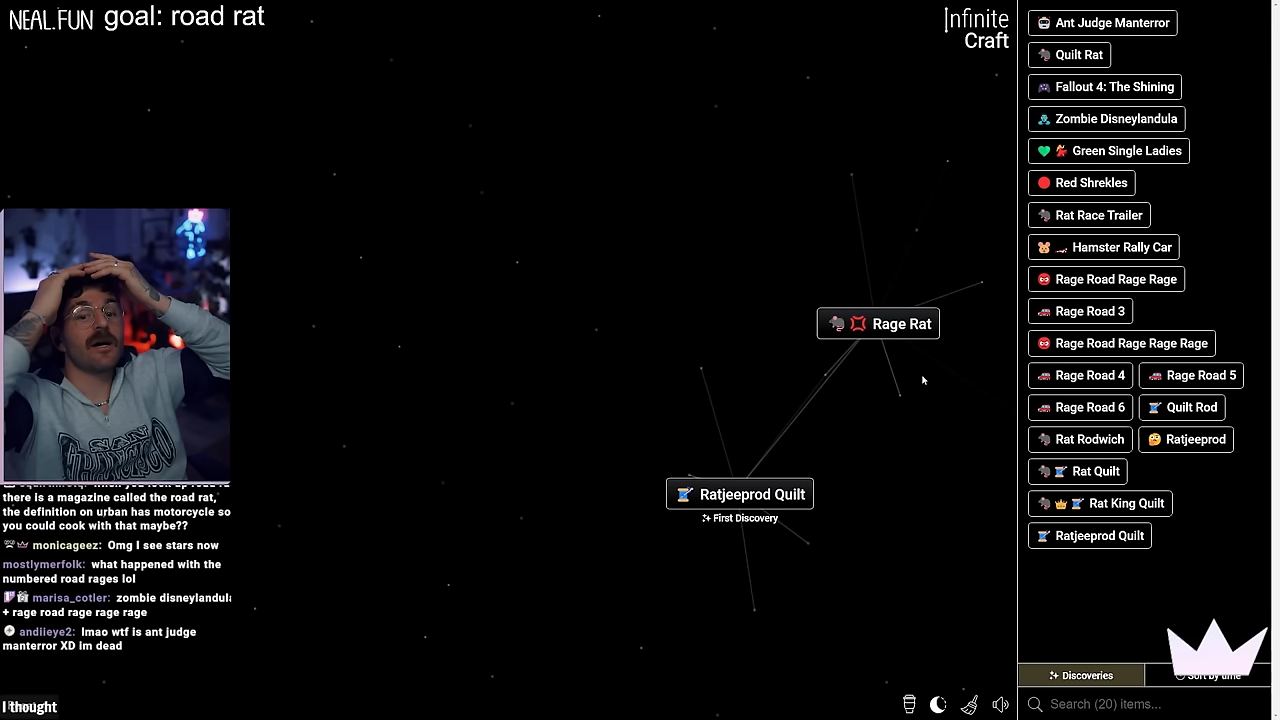 NEAL.FUN goal: road rat
Infinite
Craft
Ant Judge Manterror
Quilt Rat
Fallout 4: The Shining
Zombie Disneylandula
Green Single Ladies
Red Shrekles
Rat Race Trailer
Hamster Rally Car
Rage Road Rage Rage
Rage Road 3
Rage Road Rage Rage Rage
Rage Road 4 Rage Road 5
Rage Road 6 Quilt Rod
Rat Rodwich Ratjeeprod
Rat Quilt
Rat King Quilt
Ratjeeprod Quilt
Rage Rat
Ratjeeprod Quilt
First Discovery
SAN
there is a magazine called the road rat,
the definition on urban has motorcycle so
you could cook with that maybe??
monicageez: Omg I see stars now
mostlymerfolk: what happened with the
numbered road rages lol
marisa_cotler: zombie disneylandula
+ rage road rage rage rage
andileye2: lmao wtf is ant judge
manterror XD Im dead
I thought
Discoveries
Sort by time
Search (20) items...